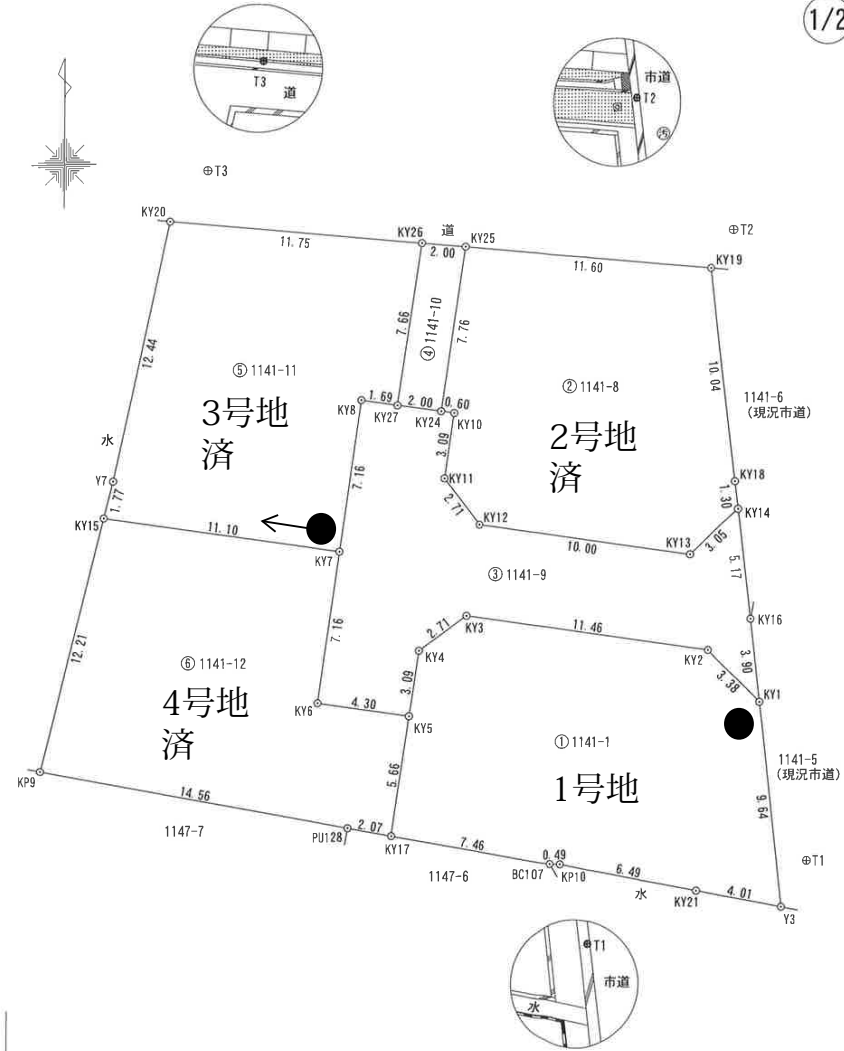 1/2
T3
道
市道
T2
汚
T3
T2
KY20
11.75
KY26
道
2.00
KY25
11.60
KY19
12.44
7.66
④1141-10
7.76
10.04
⑤1141-11
②1141-8
1141-6
(現況市道)
3号地
済
2号地
済
KY8
1.69
KY27
2.00
KY24
0.60
KY10
3.09
水
Y7
1.77
KY15
7.16
KY11
2.71
KY12
KY18
1.30
KY14
11.10
KY7
10.00
KY13
3.05
5.17
③1141-9
12.21
7.16
KY3
11.46
KY16
2.71
KY4
KY2
3.90
⑥1141-12
3.09
3.38
KY1
4号地
済
KY6
4.30
KY5
①1141-1
1141-5
(現況市道)
1号地
5.66
9.64
KP9
14.56
PU128
2.07
KY17
7.46
BC107
0.49
KP10
6.49
KY21
4.01
Y3
T1
1147-7
1147-6
水
T1
市道
水